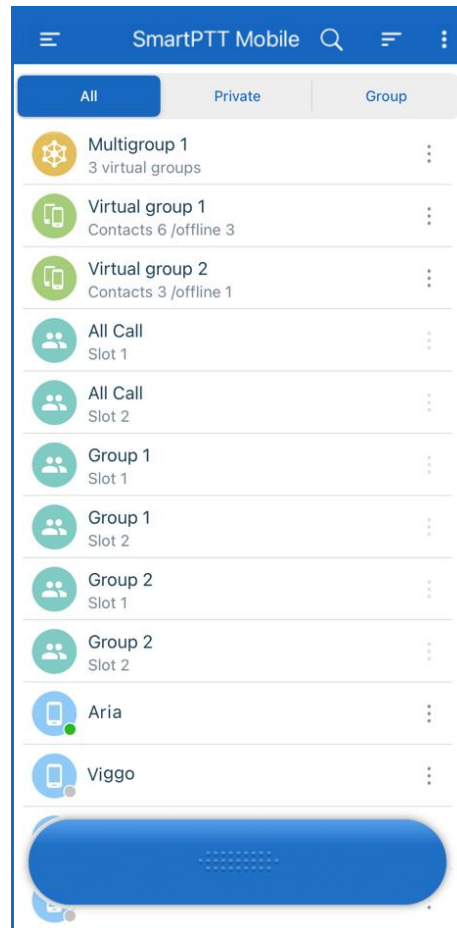 SmartPTT Mobile
All
Private
Group
Multigroup 1
3 virtual groups
Virtual group 1
Contacts 6 /offline 3
Virtual group 2
Contacts 3 /offline 1
All Call
Slot 1
All Call
Slot 2
Group 1
Slot 1
Group 1
Slot 2
Group 2
Slot 1
Group 2
Slot 2
Aria
Viggo